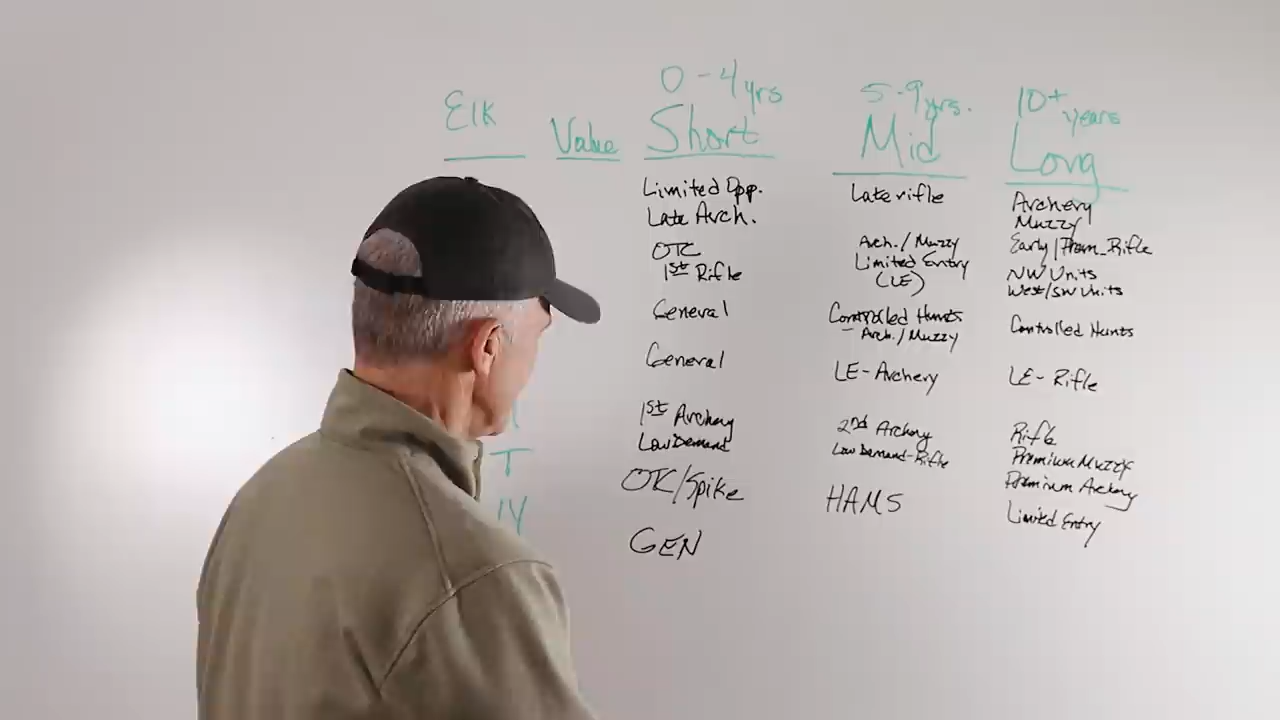 Elk
Value
0-4 yrs
Short
Limited Opp.
Late Arch.
OTC
1st Rifle
General
General
1st Archery
Low Demand
OTC/Spike
GEN
5-9 yrs.
Mid
Late rifle
Arch./Muzzy
Limited Entry
(LE)
Controlled Hunts
- Arch./Muzzy
LE-Archery
2nd Archery
Low Demand-Rifle
HAMS
10+ years
Long
Archery
Muzzy
Early/Prem. Rifle
NW Units
West/SW Units
Controlled Hunts
LE-Rifle
Rifle
Premium Muzzy
Premium Archery
Limited Entry
T